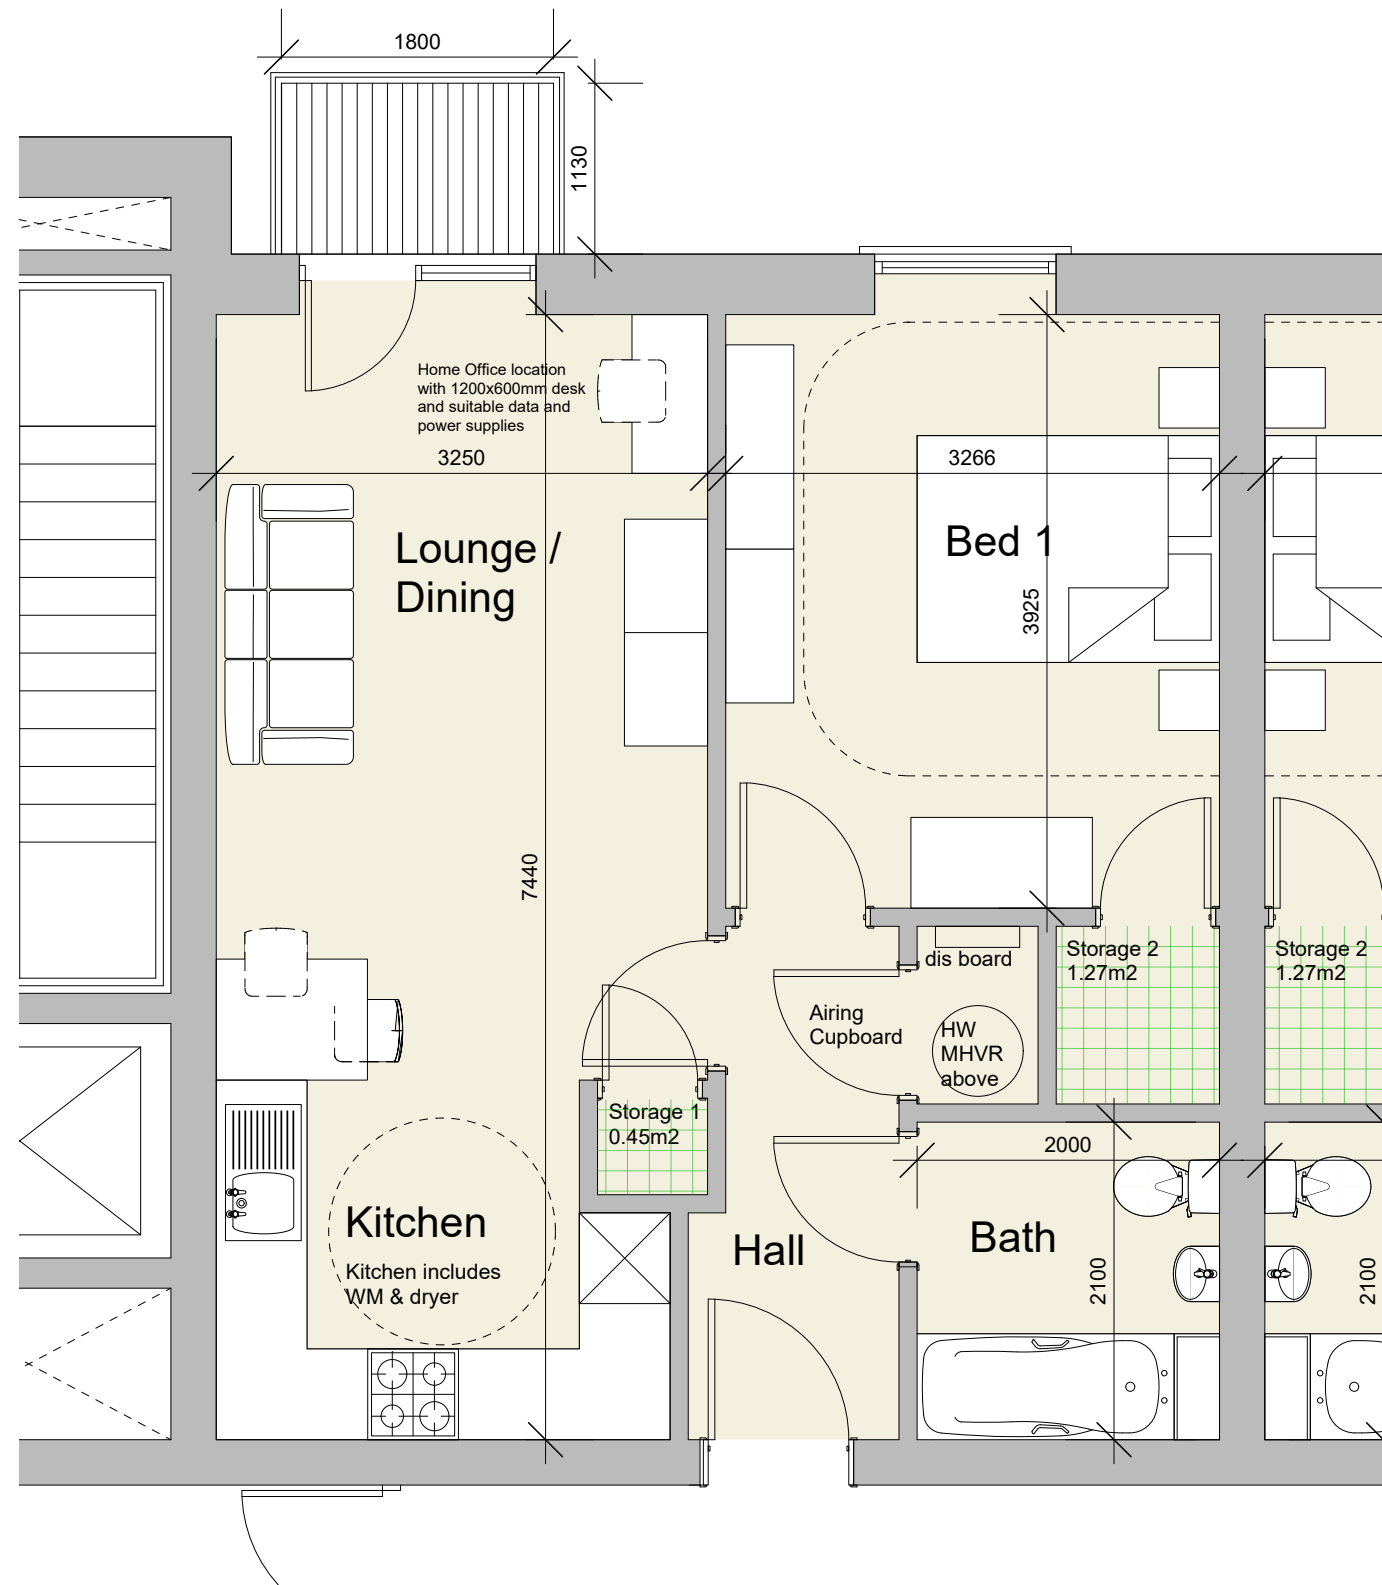 1800
1130
Home Office location
with 1200x600mm desk
and suitable data and
power supplies
3250
3266
Lounge /
Dining
Bed 1
3925
7440
dis board
Storage 2
1.27m2
Storage 2
1.27m2
Airing
Cupboard
HW
MHVR
above
Storage 1
0.45m2
2000
Kitchen
Kitchen includes
WM & dryer
Hall
Bath
2100
2100